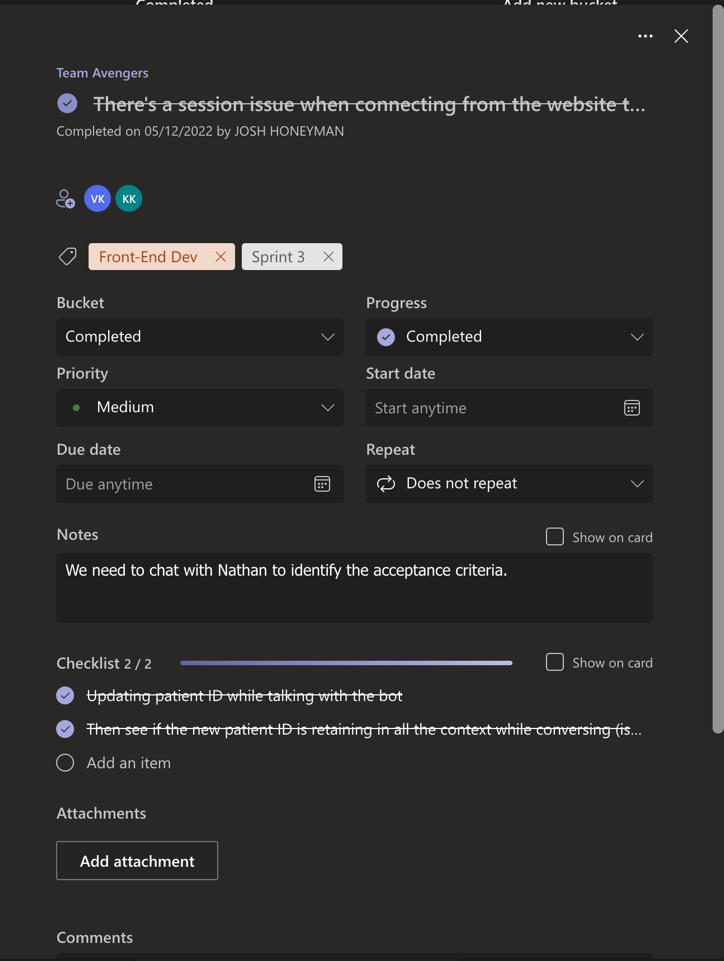 Completed
Add new bucket
Team Avengers
There's a session issue when connecting from the website t...
Completed on 05/12/2022 by JOSH HONEYMAN
VK KK
Front-End Dev Sprint 3
Bucket Progress
Completed Completed
Priority Start date
Medium Start anytime
Due date Repeat
Due anytime Does not repeat
Notes Show on card
We need to chat with Nathan to identify the acceptance criteria.
Checklist 2 / 2 Show on card
Updating patient ID while talking with the bot
Then see if the new patient ID is retaining in all the context while conversing (is...
Add an item
Attachments
Add attachment
Comments